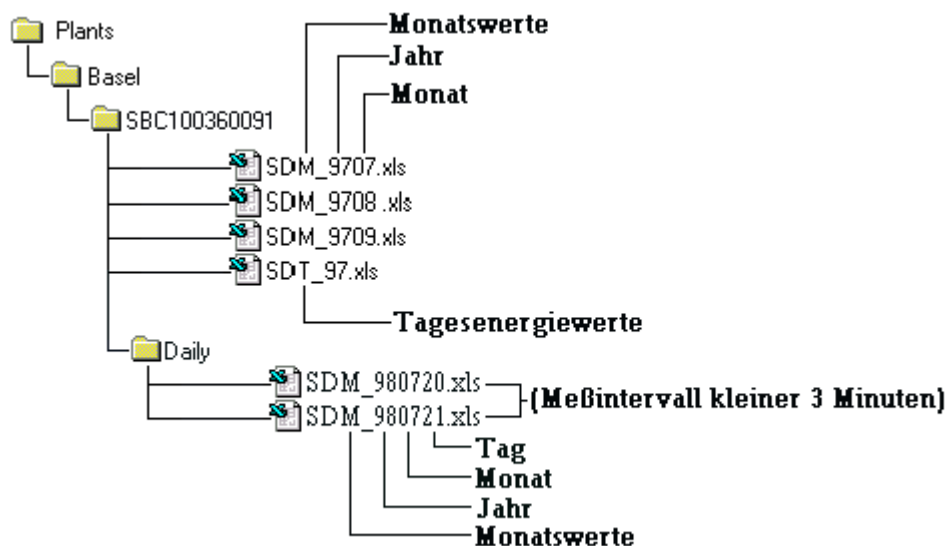 Monatswerte
Plants
Jahr
Basel
Monat
SBC100360091
SDM_9707.xls
SDM_9708 .xls
SDM_9709.xls
SDT_97.xls
Tagesenergiewerte
Daily
SDM_980720.xls
(Meßintervall kleiner 3 Minuten)
SDM_980721.xls
Tag
Monat
Jahr
Monatswerte